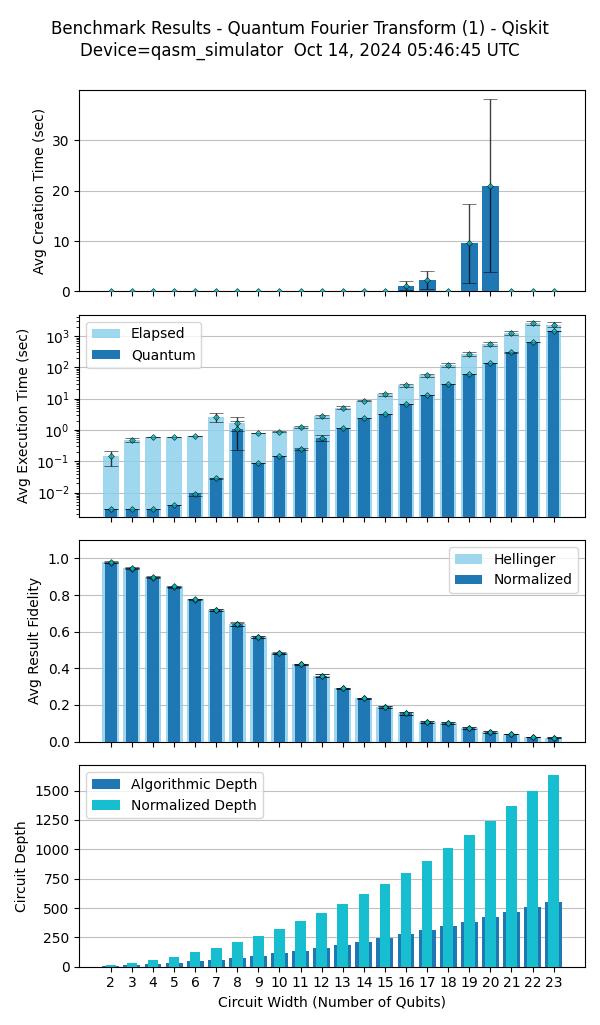 Benchmark Results - Quantum Fourier Transform (1) - Qiskit
Device=qasm_simulator  Oct 14, 2024 05:46:45 UTC
Avg Creation Time (sec)
30
20
10
0
Avg Execution Time (sec)
10³
10²
10¹
10⁰
10⁻¹
10⁻²
Elapsed
Quantum
Avg Result Fidelity
1.0
0.8
0.6
0.4
0.2
0.0
Hellinger
Normalized
Circuit Depth
1500
1250
1000
750
500
250
0
Algorithmic Depth
Normalized Depth
2 3 4 5 6 7 8 9 10 11 12 13 14 15 16 17 18 19 20 21 22 23
Circuit Width (Number of Qubits)